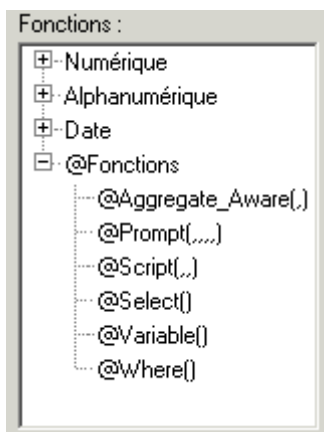 Fonctions :
Numérique
Alphanumérique
Date
@Fonctions
@Aggregate_Aware(,)
@Prompt(,,,,)
@Script(,,)
@Select()
@Variable()
@Where()